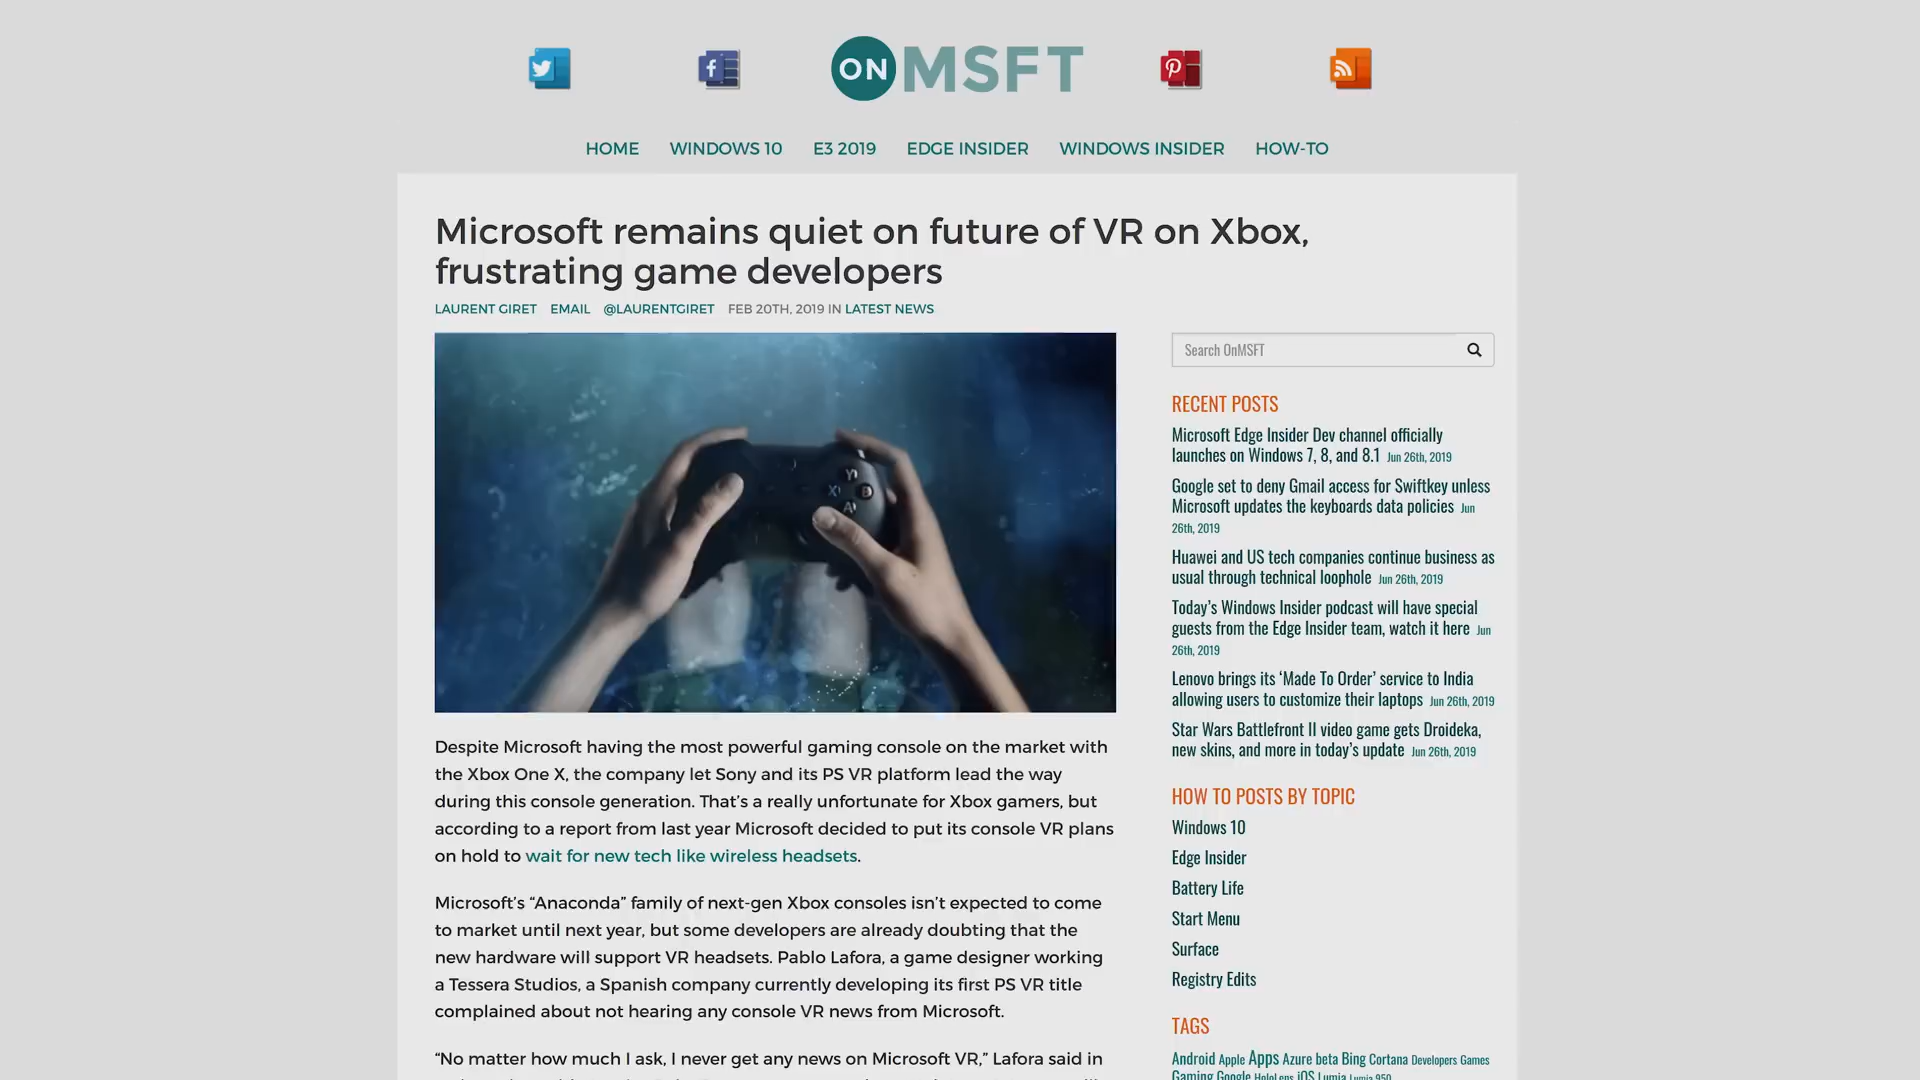 ON MSFT
HOME WINDOWS 10 E3 2019 EDGE INSIDER WINDOWS INSIDER HOW-TO
Microsoft remains quiet on future of VR on Xbox,
frustrating game developers
LAURENT GIRET EMAIL @LAURENTGIRET FEB 20TH, 2019 IN LATEST NEWS
Y
X B
A
Despite Microsoft having the most powerful gaming console on the market with
the Xbox One X, the company let Sony and its PS VR platform lead the way
during this console generation. That's a really unfortunate for Xbox gamers, but
according to a report from last year Microsoft decided to put its console VR plans
on hold to wait for new tech like wireless headsets.
Microsoft's “Anaconda” family of next-gen Xbox consoles isn't expected to come
to market until next year, but some developers are already doubting that the
new hardware will support VR headsets. Pablo Lafora, a game designer working
a Tessera Studios, a Spanish company currently developing its first PS VR title
complained about not hearing any console VR news from Microsoft.
“No matter how much I ask, I never get any news on Microsoft VR,” Lafora said in
Search OnMSFT
RECENT POSTS
Microsoft Edge Insider Dev channel officially
launches on Windows 7, 8, and 8.1 Jun 26th, 2019
Google set to deny Gmail access for Swiftkey unless
Microsoft updates the keyboards data policies Jun
26th, 2019
Huawei and US tech companies continue business as
usual through technical loophole Jun 26th, 2019
Today's Windows Insider podcast will have special
guests from the Edge Insider team, watch it here Jun
26th, 2019
Lenovo brings its ‘Made To Order’ service to India
allowing users to customize their laptops Jun 26th, 2019
Star Wars Battlefront II video game gets Droideka,
new skins, and more in today's update Jun 26th, 2019
HOW TO POSTS BY TOPIC
Windows 10
Edge Insider
Battery Life
Start Menu
Surface
Registry Edits
TAGS
Android Apple Apps Azure beta Bing Cortana Developers Games
Gaming Google HoloLens iOS Lumia Lumia 950